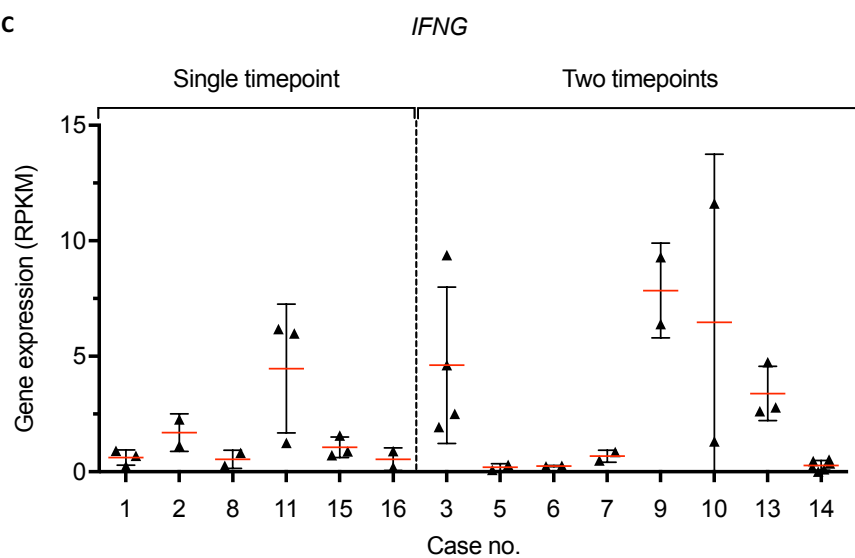 C
IFNG
Single timepoint Two timepoints
Gene expression (RPKM)
15
10
5
0
1 2 8 11 15 16 3 5 6 7 9 10 13 14
Case no.